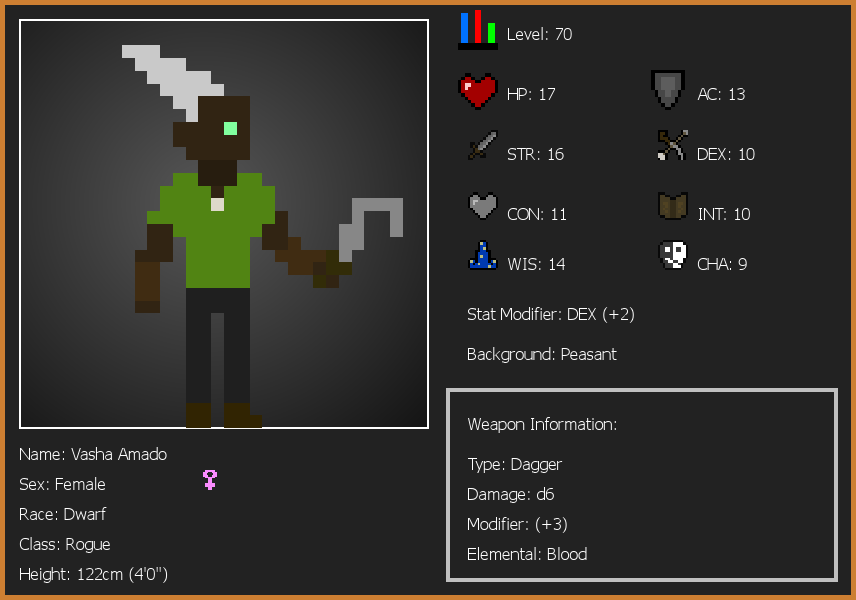 Level: 70
HP: 17
AC: 13
STR: 16
DEX: 10
CON: 11
INT: 10
WIS: 14
CHA: 9
Stat Modifier: DEX (+2)
Background: Peasant
Weapon Information:
Type: Dagger
Damage: d6
Modifier: (+3)
Elemental: Blood
Name: Vasha Amado
Sex: Female
Race: Dwarf
Class: Rogue
Height: 122cm (4'0")